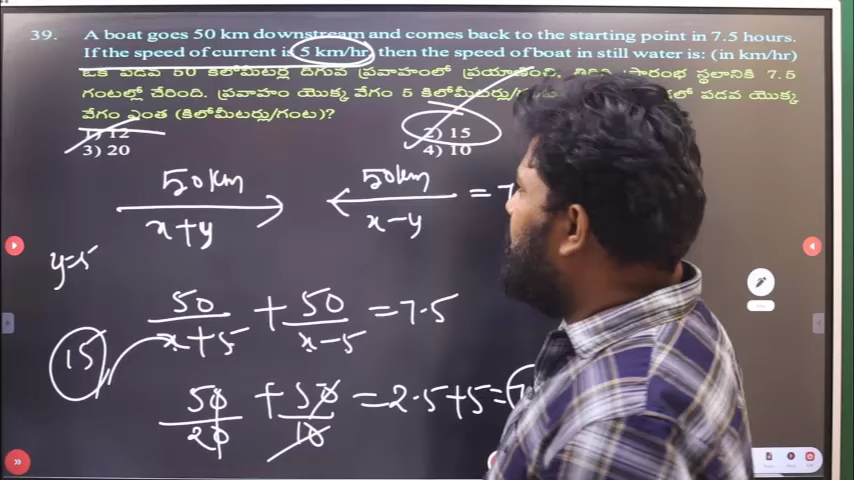 39. A boat goes 50 km downstream and comes back to the starting point in 7.5 hours.
If the speed of current is 5 km/hr, then the speed of boat in still water is: (in km/hr)
ఒక పడవ 50 కిలోమీటర్ల దిగువ ప్రవాహంలో ప్రయాణించి, తిరిగి ప్రారంభ స్థలానికి 7.5
గంటల్లో చేరింది. ప్రవాహం యొక్క వేగం 5 కిలోమీటర్లు/గంట పడవ యొక్క
వేగం ఎంత (కిలోమీటర్లు/గంట)?
1) 12 2) 15
3) 20 4) 10
50km 50km
x+y x-y = 7
y=5
50/x+5 + 50/x-5 = 7.5
15
50/20 + 50/10 = 2.5+5=